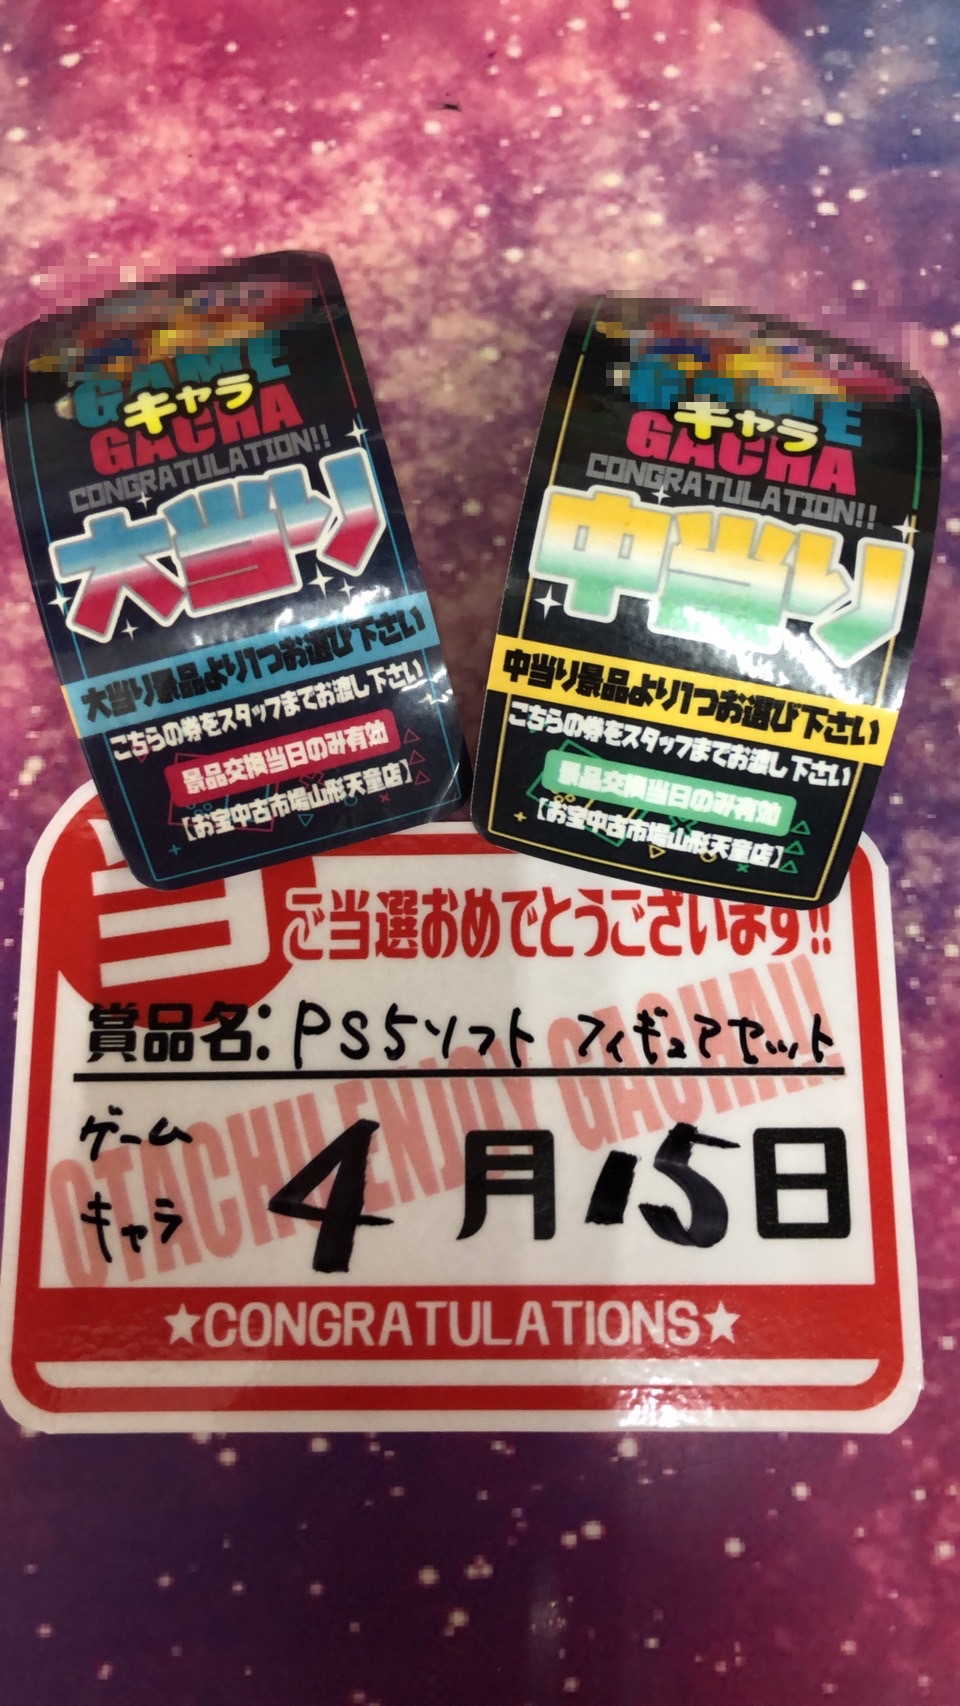 GAME
キャラ
GACHA
CONGRATULATION!!
大当り
大当り景品より1つお選び下さい
こちらの券をスタッフまでお渡し下さい
景品交換当日のみ有効
【お宝中古市場山形天童店】
GAME
キャラ
GACHA
CONGRATULATION!!
中当り
中当り景品より1つお選び下さい
こちらの券をスタッフまでお渡し下さい
景品交換当日のみ有効
【お宝中古市場山形天童店】
当
ご当選おめでとうございます!!
賞品名:PS5ソフト フィギュアセット
OTACHU ENJOY GACHA!!
ゲーム
キャラ
4月15日
★CONGRATULATIONS★